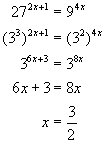 27^{2x+1} = 9^{4x}
(3^3)^{2x+1} = (3^2)^{4x}
3^{6x+3} = 3^{8x}
6x + 3 = 8x
x = \frac{3}{2}